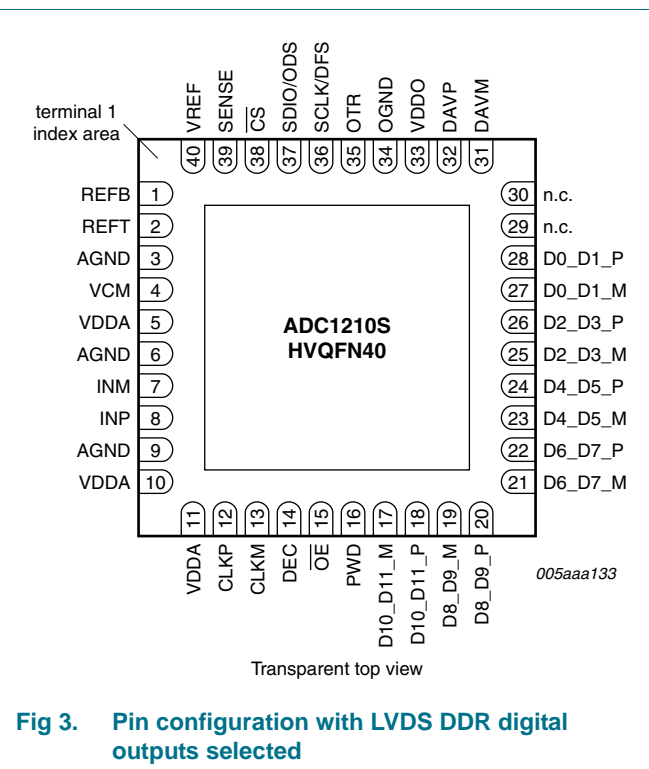 terminal 1
index area
VREF
SENSE
CS
SDIO/ODS
SCLK/DFS
OTR
OGND
VDDO
DAVP
DAVM
40
39
38
37
36
35
34
33
32
31
REFB 1
REFT 2
AGND 3
VCM 4
VDDA 5
AGND 6
INM 7
INP 8
AGND 9
VDDA 10
ADC1210S
HVQFN40
30 n.c.
29 n.c.
28 D0_D1_P
27 D0_D1_M
26 D2_D3_P
25 D2_D3_M
24 D4_D5_P
23 D4_D5_M
22 D6_D7_P
21 D6_D7_M
11
12
13
14
15
16
17
18
19
20
VDDA
CLKP
CLKM
DEC
OE
PWD
D10_D11_M
D10_D11_P
D8_D9_M
D8_D9_P
005aaa133
Transparent top view
Fig 3. Pin configuration with LVDS DDR digital
outputs selected